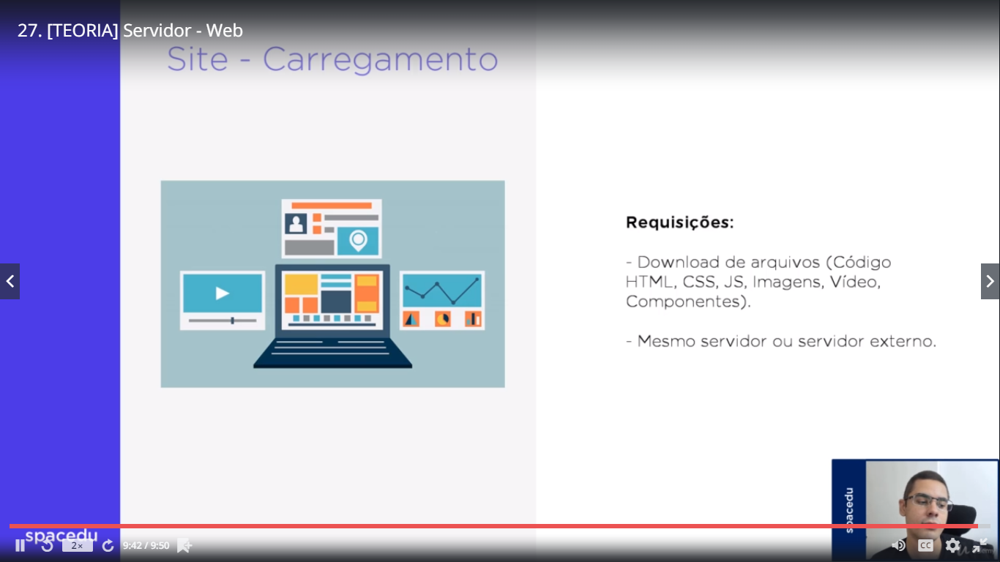 27. [TEORIA] Servidor - Web
Site - Carregamento
Requisições:
- Download de arquivos (Código
HTML, CSS, JS, Imagens, Vídeo,
Componentes).
- Mesmo servidor ou servidor externo.
spacedu
spacedu
2×
9:42 / 9:50
CC